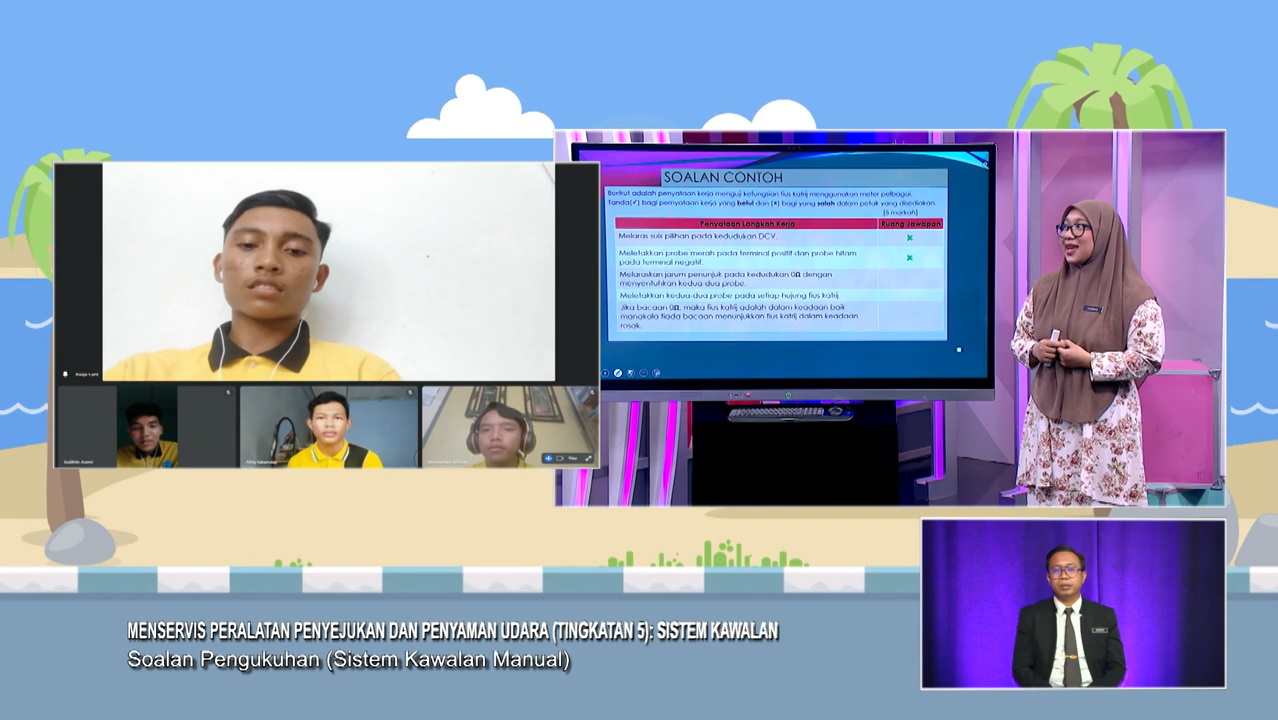 SOALAN CONTOH
Berikut adalah penyataan kerja menguji kefungsian fius katrij menggunakan meter pelbagai.
Tanda(✓) bagi pernyataan kerja yang betul dan (×) bagi yang salah dalam petak yang disediakan.
[5 markah]
Penyataan Langkah Kerja Ruang Jawapan
Melaras suis pilihan pada kedudukan DCV. ×
Meletakkan probe merah pada terminal positif dan probe hitam ×
pada terminal negatif.
Melaraskan jarum penunjuk pada kedudukan 0Ω dengan
menyentuhkan kedua-dua probe.
Meletakkan kedua-dua probe pada setiap hujung fius katrij
Jika bacaan 0Ω, maka fius katrij adalah dalam keadaan baik
manakala tiada bacaan menunjukkan fius katrij dalam keadaan
rosak.
MENSERVIS PERALATAN PENYEJUKAN DAN PENYAMAN UDARA (TINGKATAN 5): SISTEM KAWALAN
Soalan Pengukuhan (Sistem Kawalan Manual)